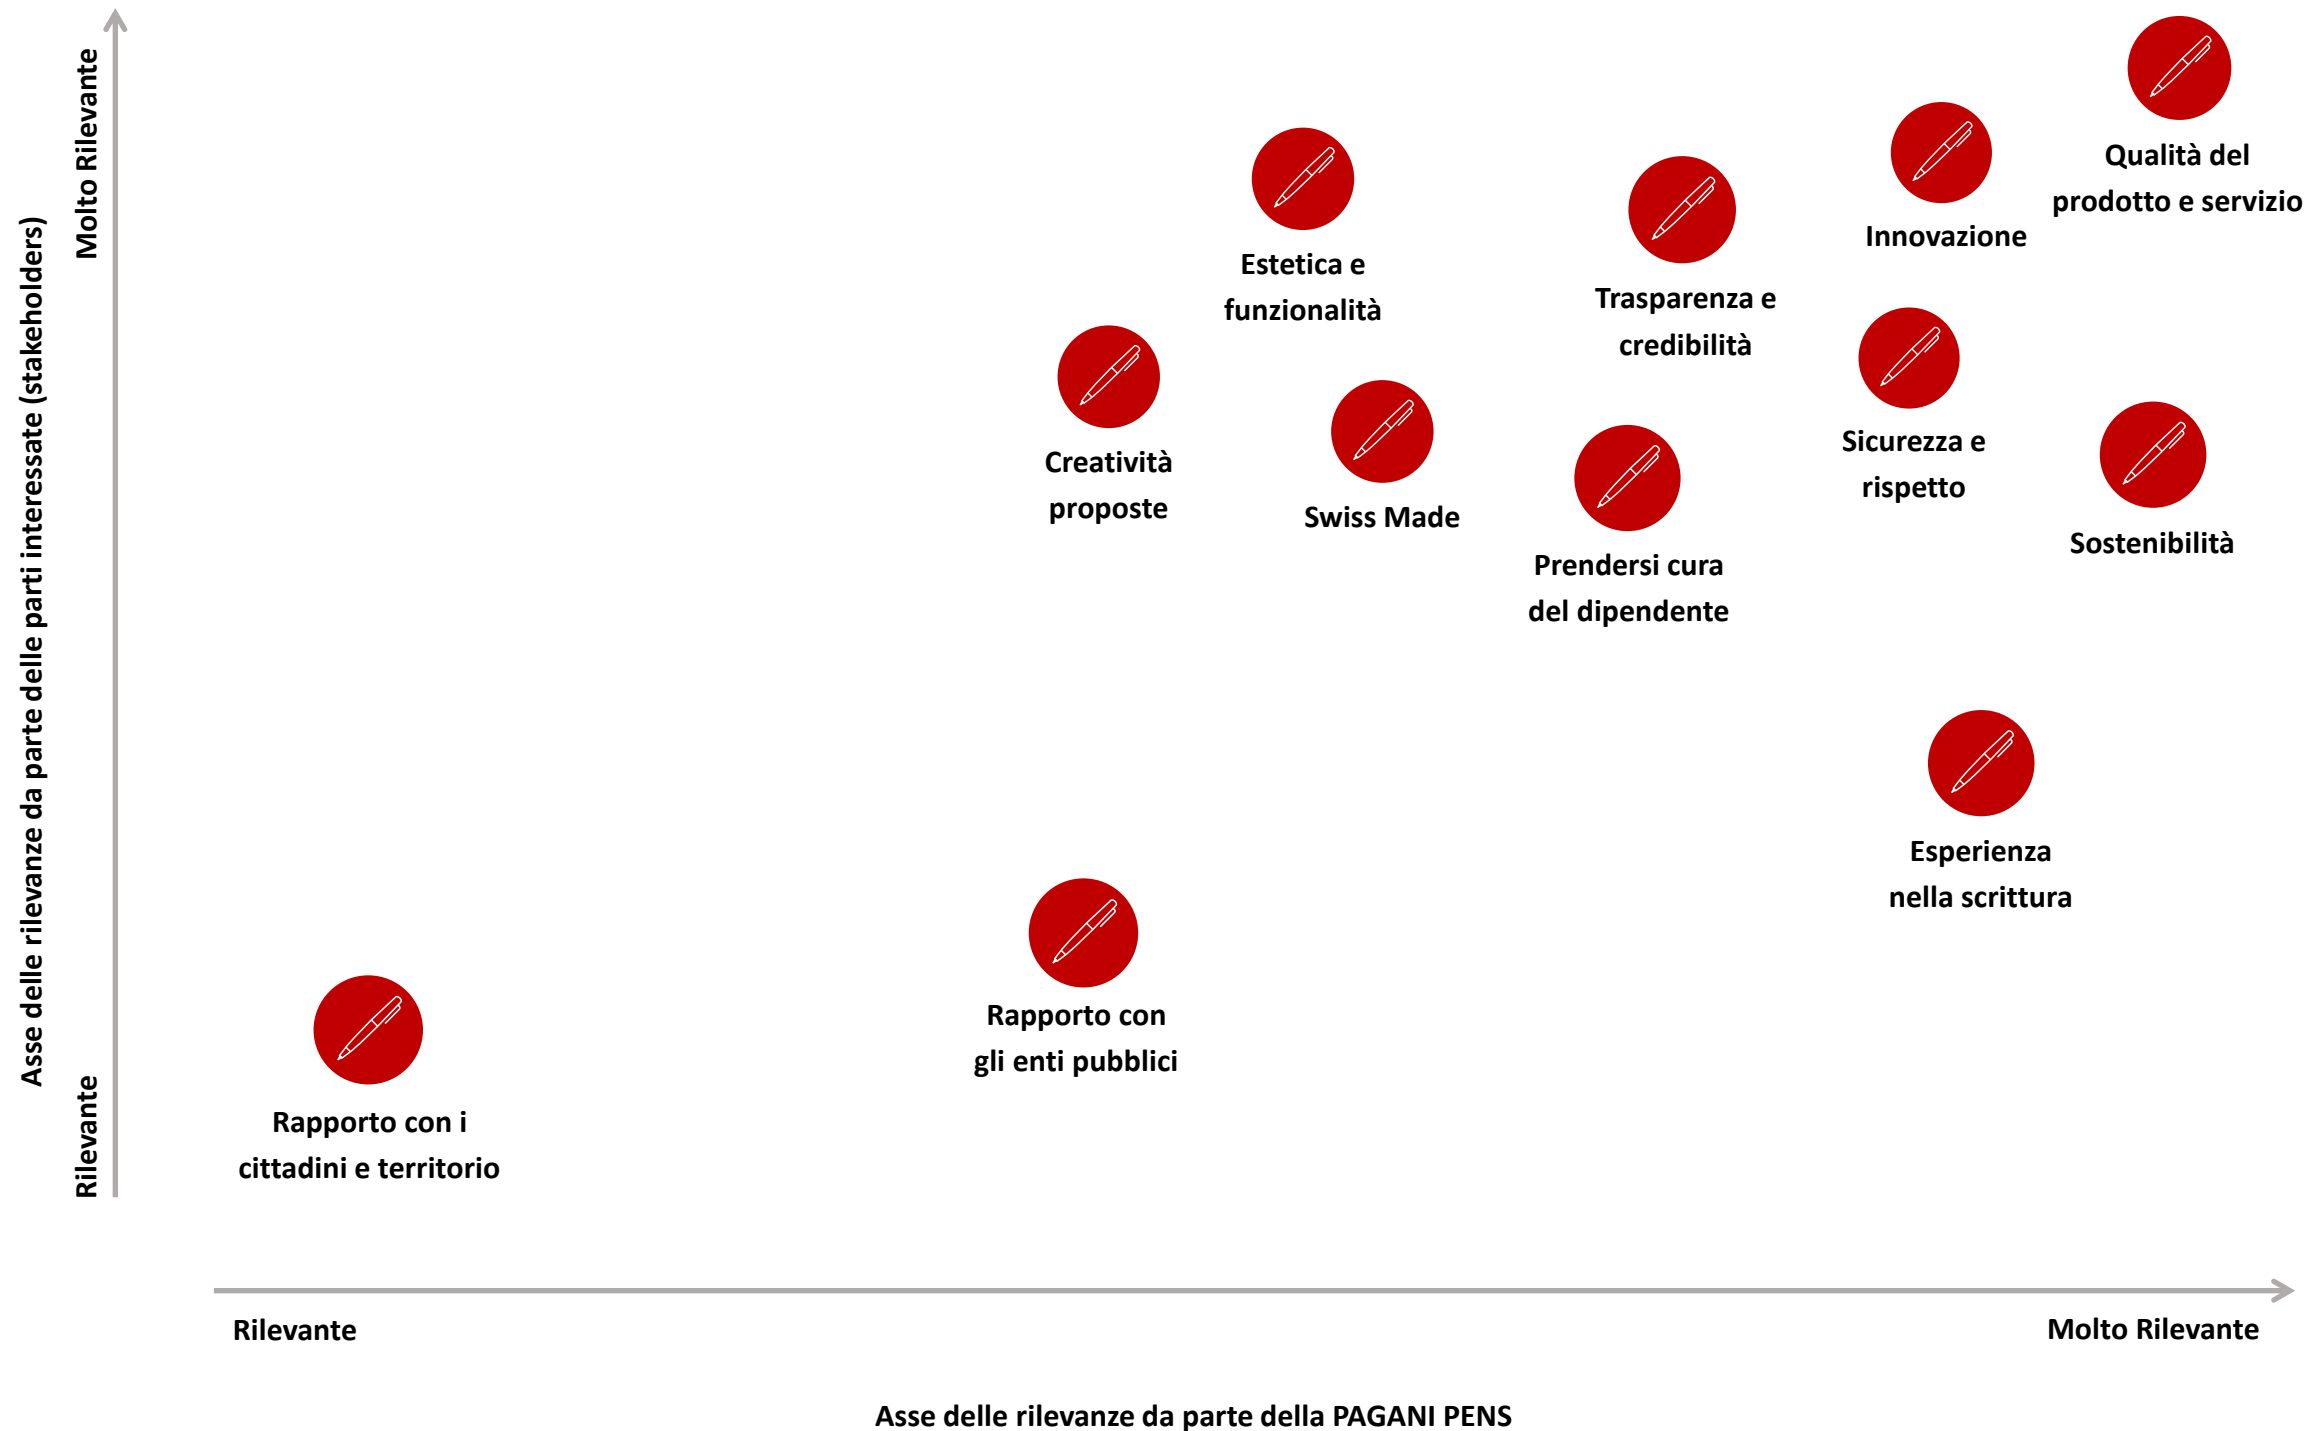 Asse delle rilevanze da parte delle parti interessate (stakeholders)
Molto Rilevante
Rilevante
Qualità del
prodotto e servizio
Innovazione
Estetica e
funzionalità
Trasparenza e
credibilità
Creatività
proposte
Swiss Made
Sicurezza e
rispetto
Sostenibilità
Prendersi cura
del dipendente
Esperienza
nella scrittura
Rapporto con
gli enti pubblici
Rapporto con i
cittadini e territorio
Rilevante
Molto Rilevante
Asse delle rilevanze da parte della PAGANI PENS